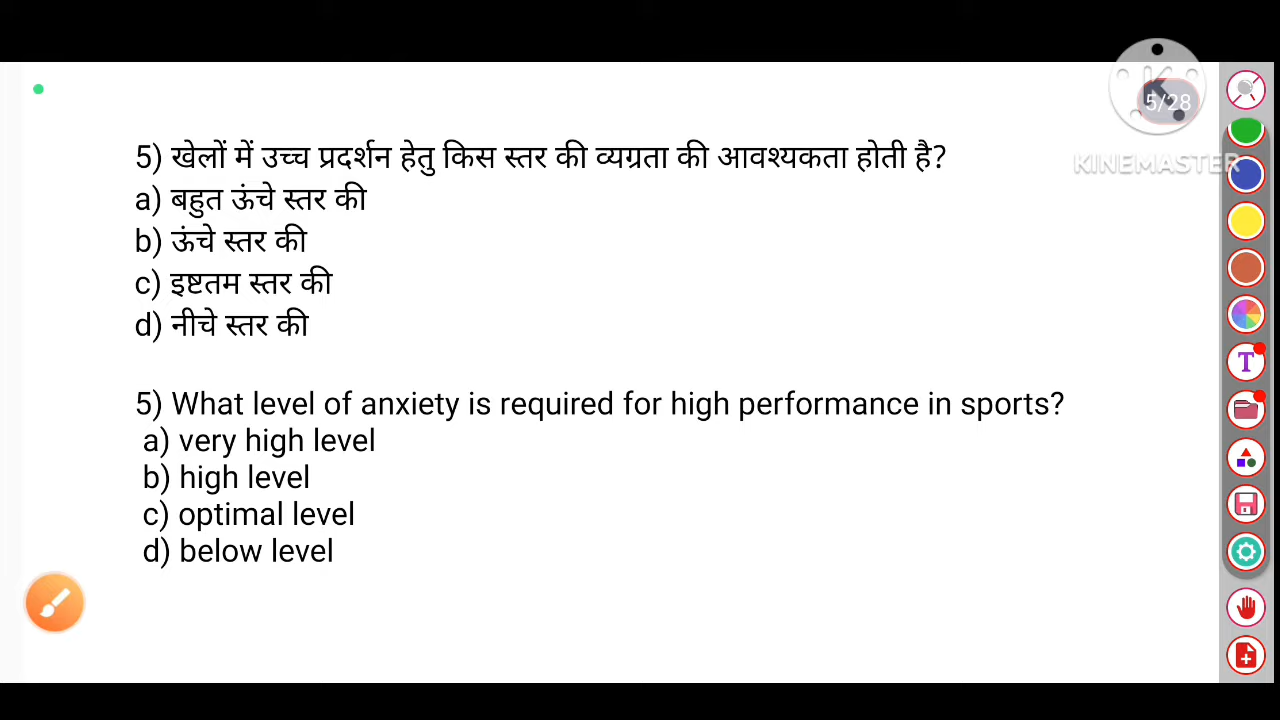 5/28
KINEMASTER
5) खेलों में उच्च प्रदर्शन हेतु किस स्तर की व्यग्रता की आवश्यकता होती है?
a) बहुत ऊंचे स्तर की
b) ऊंचे स्तर की
c) इष्टतम स्तर की
d) नीचे स्तर की
5) What level of anxiety is required for high performance in sports?
a) very high level
b) high level
c) optimal level
d) below level
T